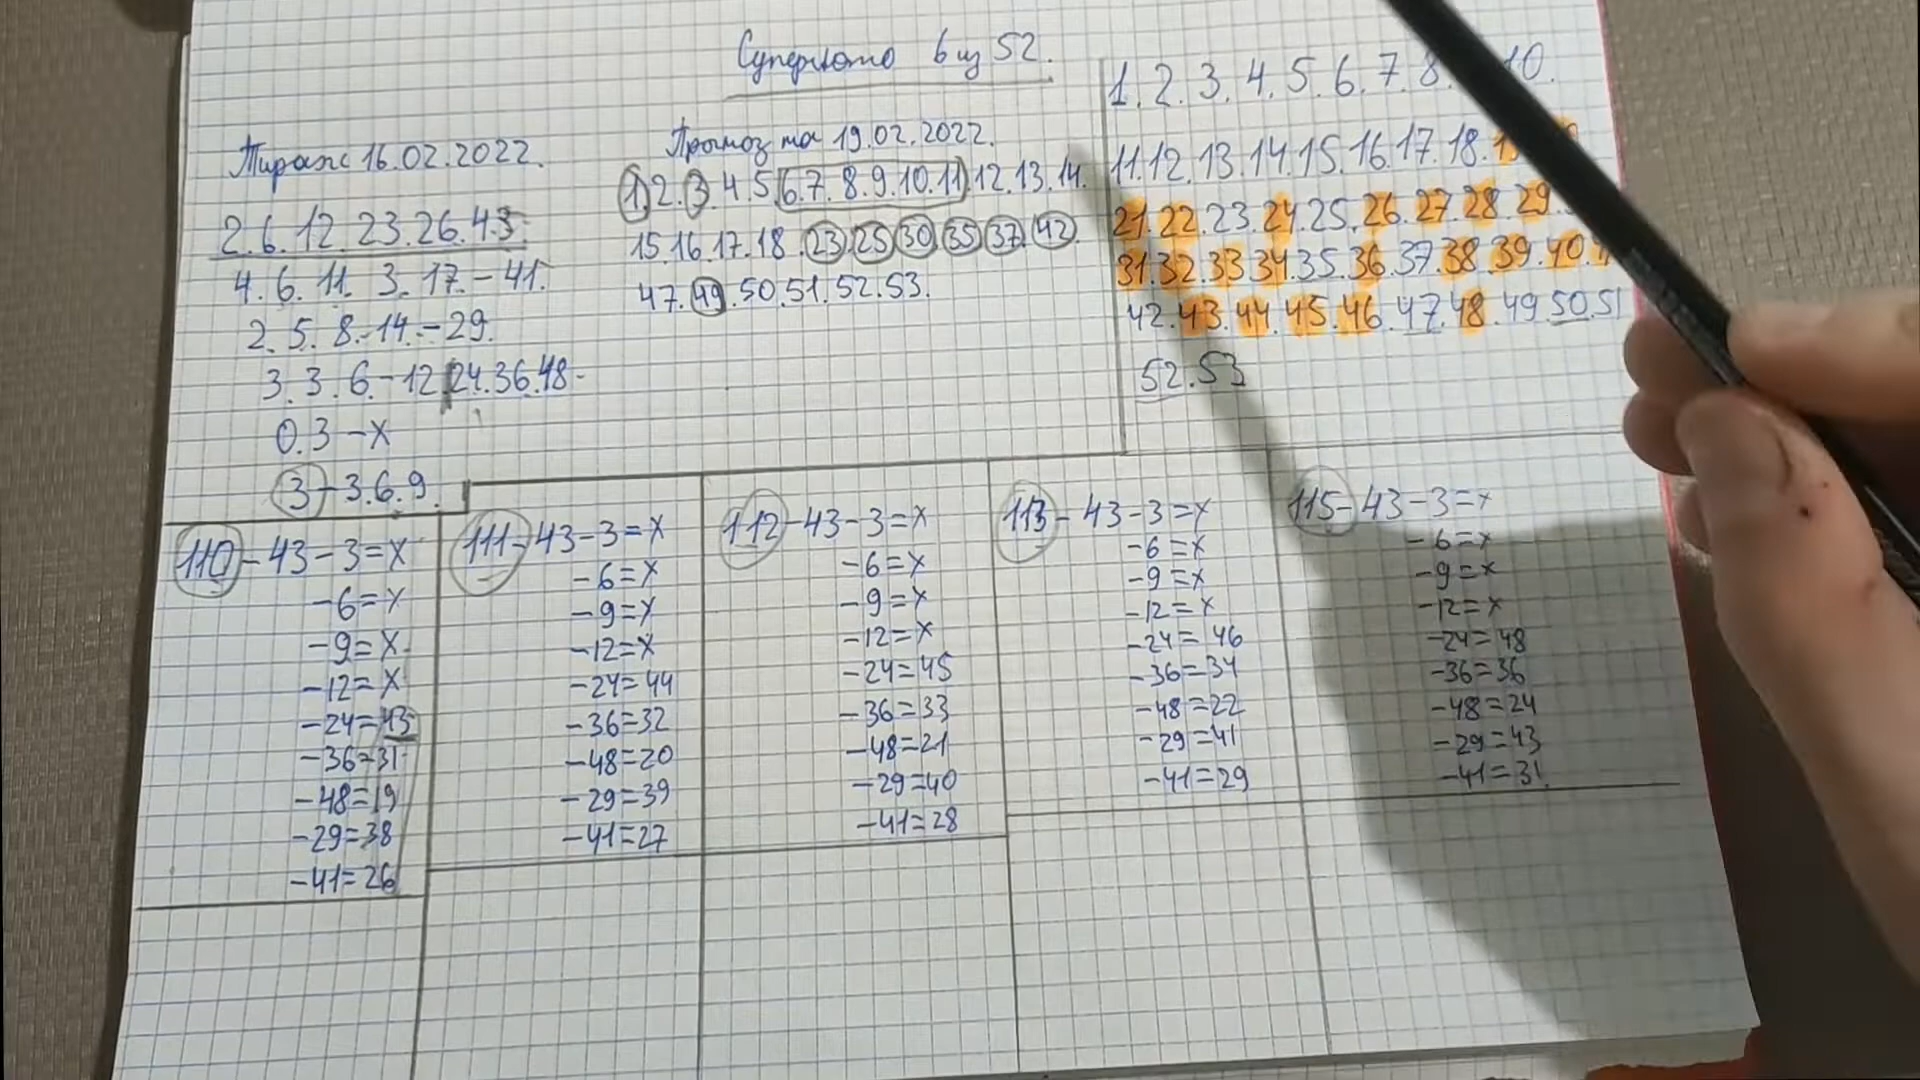 Суперлото 6 из 52.
Тираж 16.02.2022.
2.6.12.23.26.43
4.6.11.3.17.-41.
2.5.8.-14.-29.
3.3.6-12 24.36.48-
0.3-x
3-3.6.9.
Прогноз на 19.02.2022.
1.2.3.4.5.6.7.8.9.10.11.12.13.14.
15.16.17.18.23.25.30.35.37.42.
47.49.50.51.52.53.
1.2.3.4.5.6.7.8. 10.
11.12.13.14.15.16.17.18.
21.22.23.24.25.26.27.28.29.
31.32.33.34.35.36.37.38.39.40.
42.43.44.45.46.47.48.49.50.51
52.53
110-43-3=x
-6=x
-9=x
-12=x
-24=43
-36=31
-48=19
-29=38
-41=26
111-43-3=x
-6=x
-9=x
-12=x
-24=44
-36=32
-48=20
-29=39
-41=27
112-43-3=x
-6=x
-9=x
-12=x
-24=45
-36=33
-48=21
-29=40
-41=28
113-43-3=x
-6=x
-9=x
-12=x
-24=46
-36=34
-48=22
-29=41
-41=29
115-43-3=x
-6=x
-9=x
-12=x
-24=48
-36=36
-48=24
-29=43
-41=31.